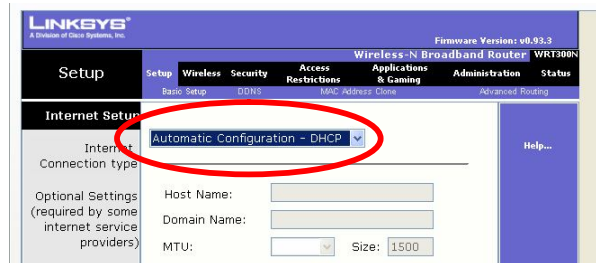 LINKSYS®
A Division of Cisco Systems, Inc.
Firmware Version: v0.93.3
Wireless-N Broadband Router WRT300N
Setup
Setup Wireless Security Access Restrictions Applications & Gaming Administration Status
Basic Setup DDNS MAC Address Clone Advanced Routing
Internet Setup
Automatic Configuration - DHCP
Internet
Connection type
Help...
Optional Settings
(required by some
internet service
providers)
Host Name:
Domain Name:
MTU: Size: 1500